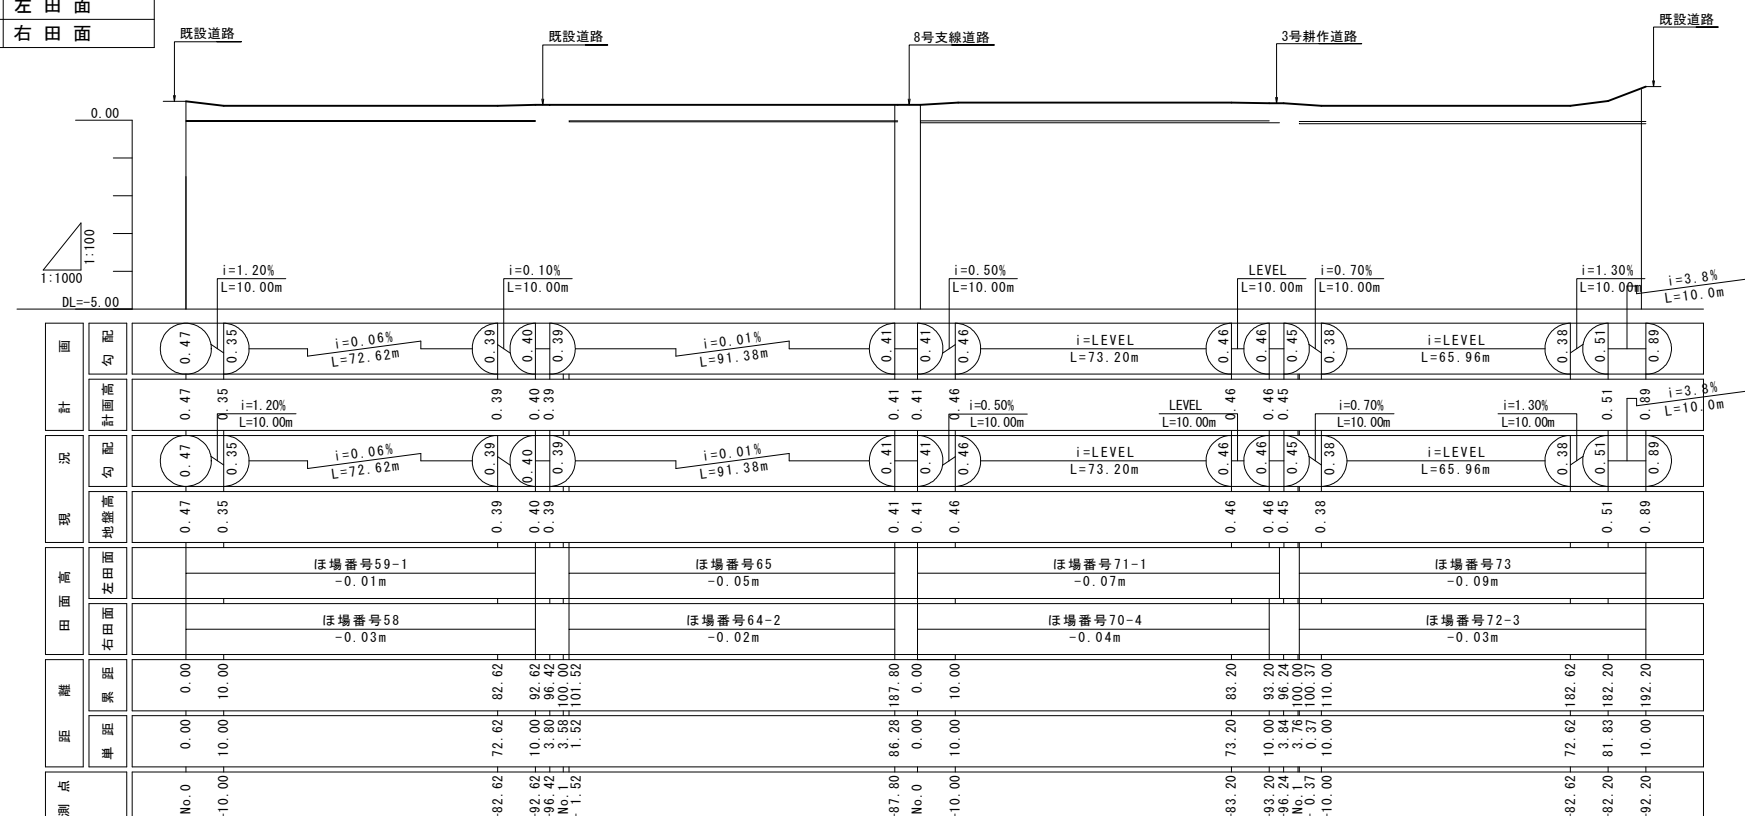 左田面
右田面
既設道路
既設道路
8号支線道路
3号耕作道路
既設道路
0.00
1:100
1:1000
DL=-5.00
i=1.20%
L=10.00m
i=0.10%
L=10.00m
i=0.50%
L=10.00m
LEVEL
L=10.00m
i=0.70%
L=10.00m
i=1.30%
L=10.00m
i=3.8%
L=10.0m
計画
勾配
0.47
0.35
i=0.06%
L=72.62m
0.39
0.40
0.39
i=0.01%
L=91.38m
0.41
0.41
0.46
i=LEVEL
L=73.20m
0.46
0.46
0.45
0.38
i=LEVEL
L=65.96m
0.38
0.51
0.89
計画高
0.47
0.35
0.39
0.40
0.39
0.41
0.41
0.46
0.46
0.46
0.45
0.51
0.89
i=1.20%
L=10.00m
i=0.50%
L=10.00m
LEVEL
L=10.00m
i=0.70%
L=10.00m
i=1.30%
L=10.00m
i=3.8%
L=10.0m
現況
勾配
0.47
0.35
i=0.06%
L=72.62m
0.39
0.40
0.39
i=0.01%
L=91.38m
0.41
0.41
0.46
i=LEVEL
L=73.20m
0.46
0.46
0.45
0.38
i=LEVEL
L=65.96m
0.38
0.51
0.89
地盤高
0.47
0.35
0.39
0.40
0.39
0.41
0.41
0.46
0.46
0.46
0.45
0.38
0.51
0.89
田面高
左田面
ほ場番号59-1
-0.01m
ほ場番号65
-0.05m
ほ場番号71-1
-0.07m
ほ場番号73
-0.09m
右田面
ほ場番号58
-0.03m
ほ場番号64-2
-0.02m
ほ場番号70-4
-0.04m
ほ場番号72-3
-0.03m
距離
累距
0.00
10.00
82.62
92.62
96.42
100.00
101.52
187.80
0.00
10.00
83.20
93.20
96.24
100.00
100.37
110.00
182.62
182.20
192.20
単距
0.00
10.00
72.62
10.00
3.80
3.58
1.52
86.28
0.00
10.00
73.20
10.00
3.84
3.76
0.37
10.00
72.62
81.83
10.00
測点
No.0
-10.00
-82.62
-92.62
-96.42
No.1
1.52
-87.80
No.0
-10.00
-83.20
-93.20
-96.24
No.1
0.37
-10.00
-82.62
-82.20
-92.20